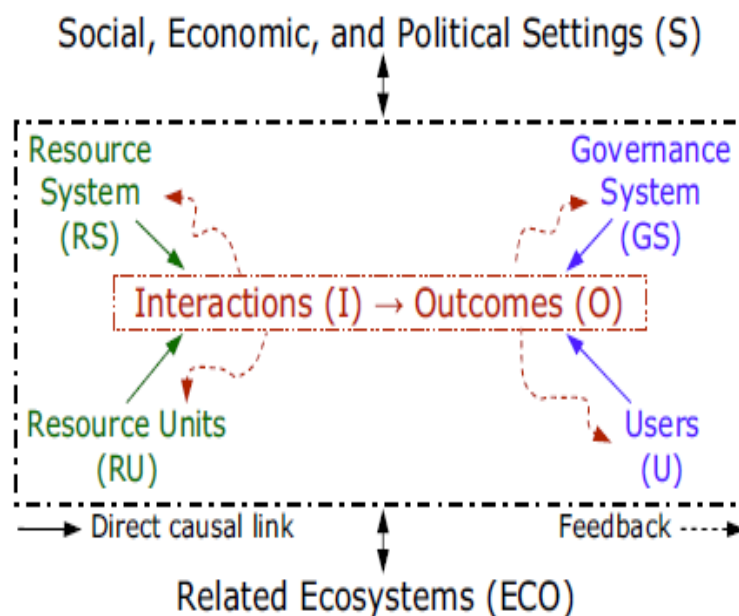 Social, Economic, and Political Settings (S)
Resource
System
(RS)
Governance
System
(GS)
Interactions (I) → Outcomes (O)
Resource Units
(RU)
Users
(U)
Direct causal link
Feedback
Related Ecosystems (ECO)